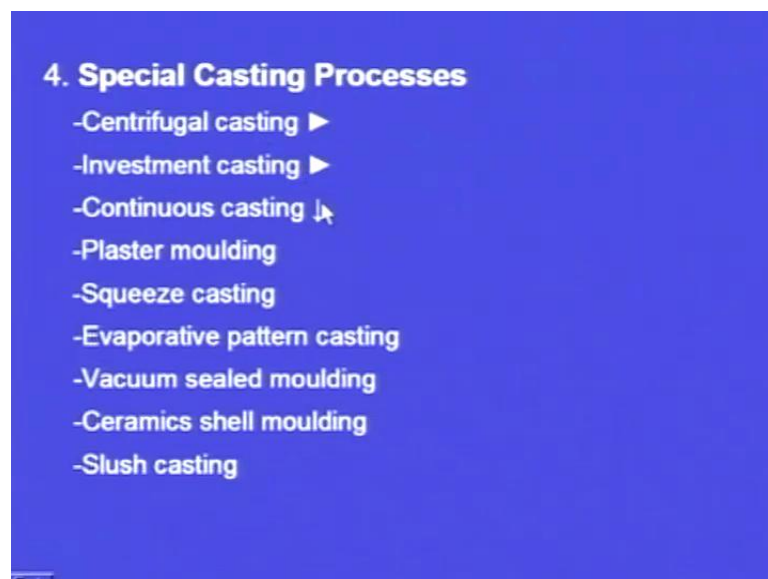 4. Special Casting Processes
-Centrifugal casting ►
-Investment casting ►
-Continuous casting
-Plaster moulding
-Squeeze casting
-Evaporative pattern casting
-Vacuum sealed moulding
-Ceramics shell moulding
-Slush casting